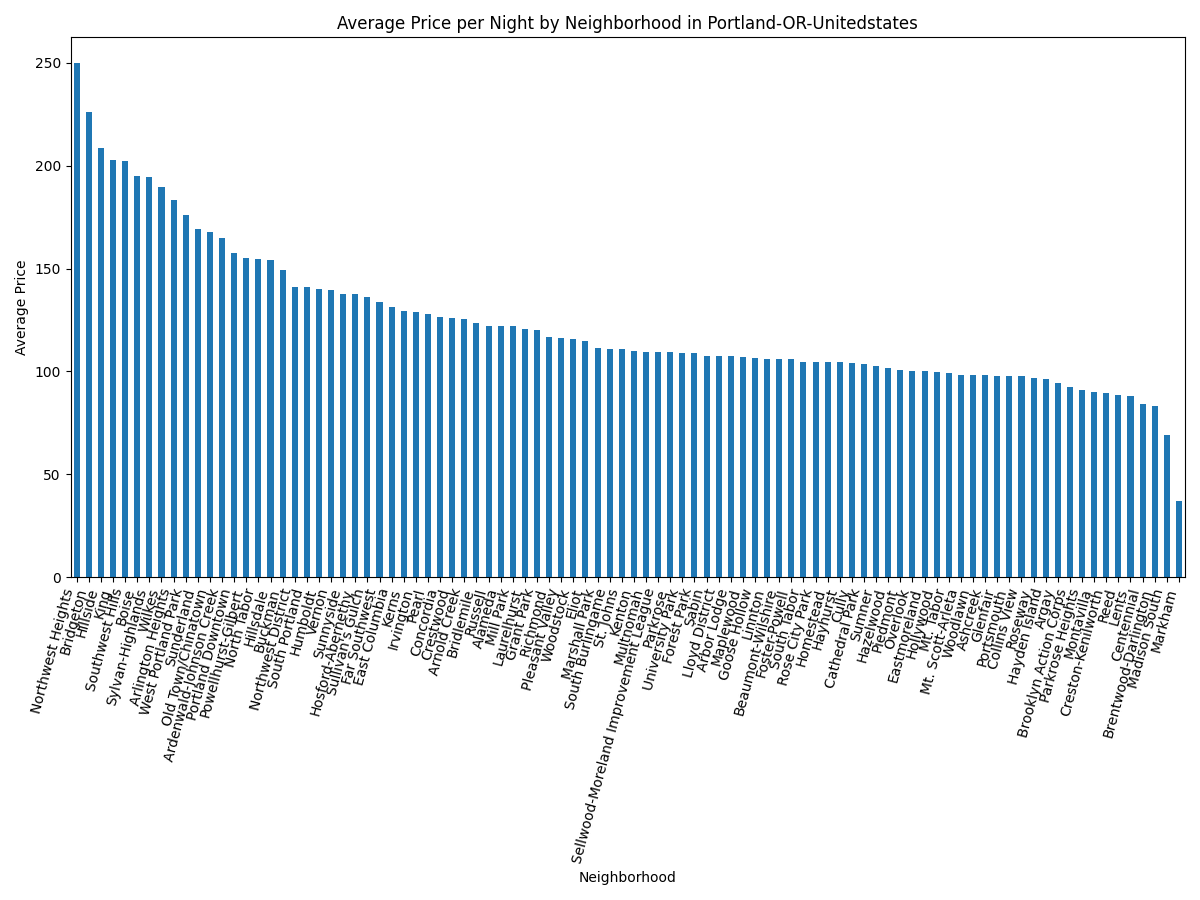 Average Price per Night by Neighborhood in Portland-OR-Unitedstates
Average Price
250
200
150
100
50
0
Northwest Heights
Bridgeton
Hillside
King
Southwest Hills
Boise
Sylvan-Highlands
Wilkes
Arlington Heights
West Portland Park
Sunderland
Old Town/Chinatown
Ardenwald-Johnson Creek
Portland Downtown
Powellhurst-Gilbert
North Tabor
Hillsdale
Buckman
Northwest District
South Portland
Humboldt
Vernon
Sunnyside
Hosford-Abernethy
Sullivan's Gulch
Far Southwest
East Columbia
Kerns
Irvington
Pearl
Concordia
Crestwood
Arnold Creek
Bridlemile
Russell
Alameda
Mill Park
Laurelhurst
Grant Park
Richmond
Pleasant Valley
Woodstock
Eliot
Marshall Park
South Burlingame
St. Johns
Kenton
Multnomah
Sellwood-Moreland Improvement League
Parkrose
University Park
Forest Park
Sabin
Lloyd District
Arbor Lodge
Maplewood
Goose Hollow
Linnton
Beaumont-Wilshire
Foster-Powell
South Tabor
Rose City Park
Homestead
Hayhurst
Cully
Cathedral Park
Sumner
Hazelwood
Piedmont
Overlook
Eastmoreland
Hollywood
Mt. Tabor
Mt. Scott-Arleta
Woodlawn
Ashcreek
Glenfair
Portsmouth
Collins View
Roseway
Hayden Island
Argay
Brooklyn Action Corps
Parkrose Heights
Montavilla
Creston-Kenilworth
Reed
Lents
Centennial
Brentwood-Darlington
Madison South
Markham
Neighborhood